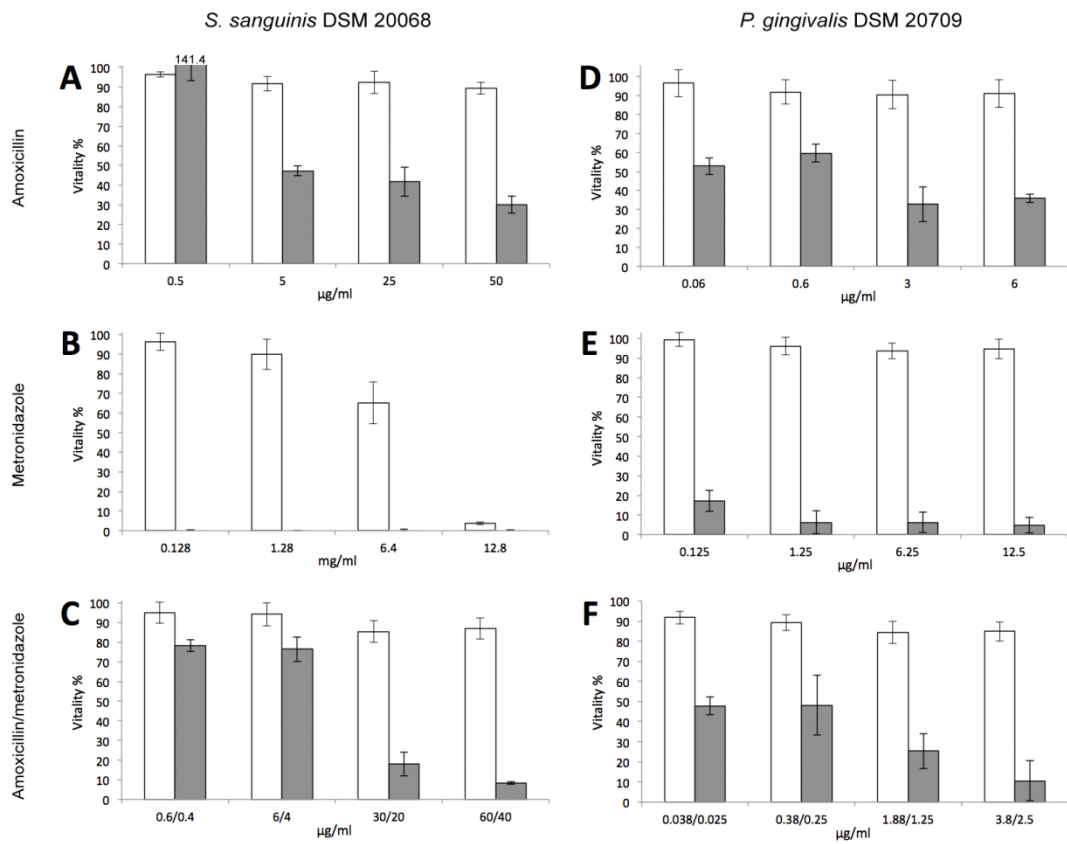 S. sanguinis DSM 20068
P. gingivalis DSM 20709
Amoxicillin
A
141.4
Vitality %
100
90
80
70
60
50
40
30
20
10
0
0.5 5 25 50
µg/ml
D
Vitality %
100
90
80
70
60
50
40
30
20
10
0
0.06 0.6 3 6
µg/ml
Metronidazole
B
Vitality %
100
90
80
70
60
50
40
30
20
10
0
0.128 1.28 6.4 12.8
mg/ml
E
Vitality %
100
90
80
70
60
50
40
30
20
10
0
0.125 1.25 6.25 12.5
µg/ml
Amoxicillin/metronidazole
C
Vitality %
100
90
80
70
60
50
40
30
20
10
0
0.6/0.4 6/4 30/20 60/40
µg/ml
F
Vitality %
100
90
80
70
60
50
40
30
20
10
0
0.038/0.025 0.38/0.25 1.88/1.25 3.8/2.5
µg/ml